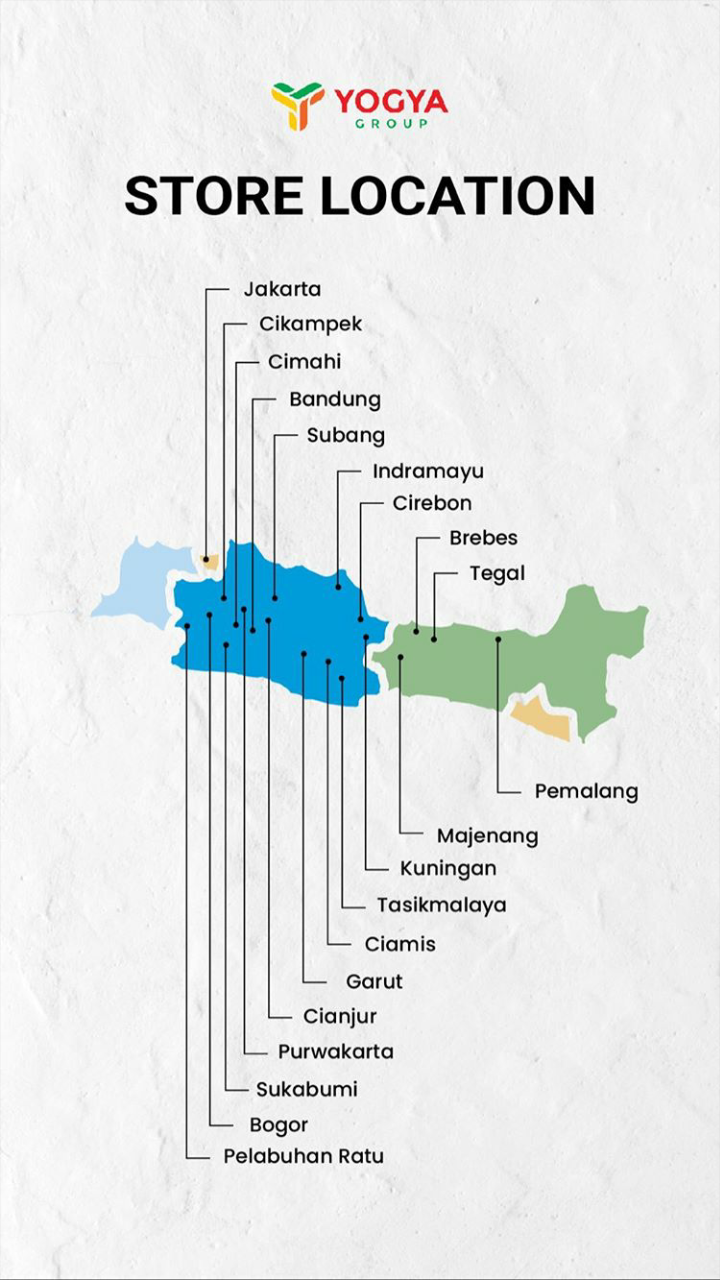 YOGYA
GROUP
STORE LOCATION
Jakarta
Cikampek
Cimahi
Bandung
Subang
Indramayu
Cirebon
Brebes
Tegal
Pemalang
Majenang
Kuningan
Tasikmalaya
Ciamis
Garut
Cianjur
Purwakarta
Sukabumi
Bogor
Pelabuhan Ratu